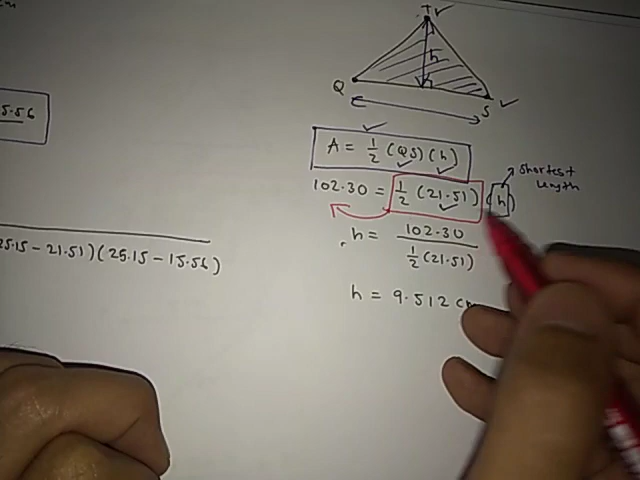 5.56
T
h
Q
S
A = 1/2 (QS)(h)
shortest length
102.30 = 1/2 (21.51) (h)
25.15 - 21.51)(25.15 - 15.56)
h = 102.30 / 1/2 (21.51)
h = 9.512 cm